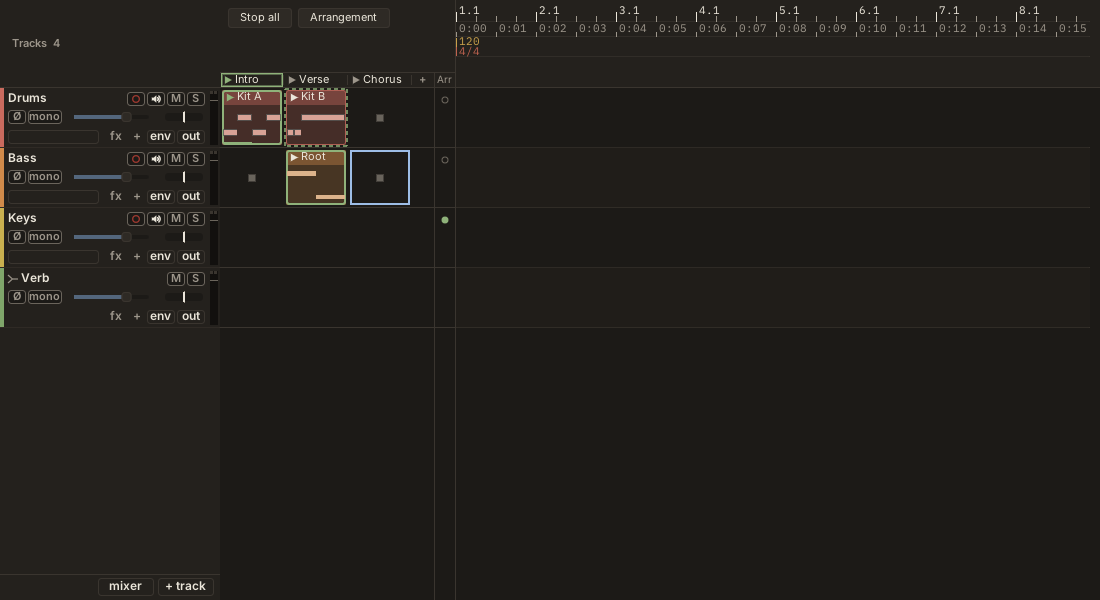 Stop all Arrangement
1.1 2.1 3.1 4.1 5.1 6.1 7.1 8.1
0:00 0:01 0:02 0:03 0:04 0:05 0:06 0:07 0:08 0:09 0:10 0:11 0:12 0:13 0:14 0:15
Tracks 4
120
4/4
Intro Verse Chorus + Arr
Drums M S
Kit A Kit B
Ø mono
fx + env out
Bass M S
Root
Ø mono
fx + env out
Keys M S
Ø mono
fx + env out
Verb M S
Ø mono
fx + env out
mixer + track